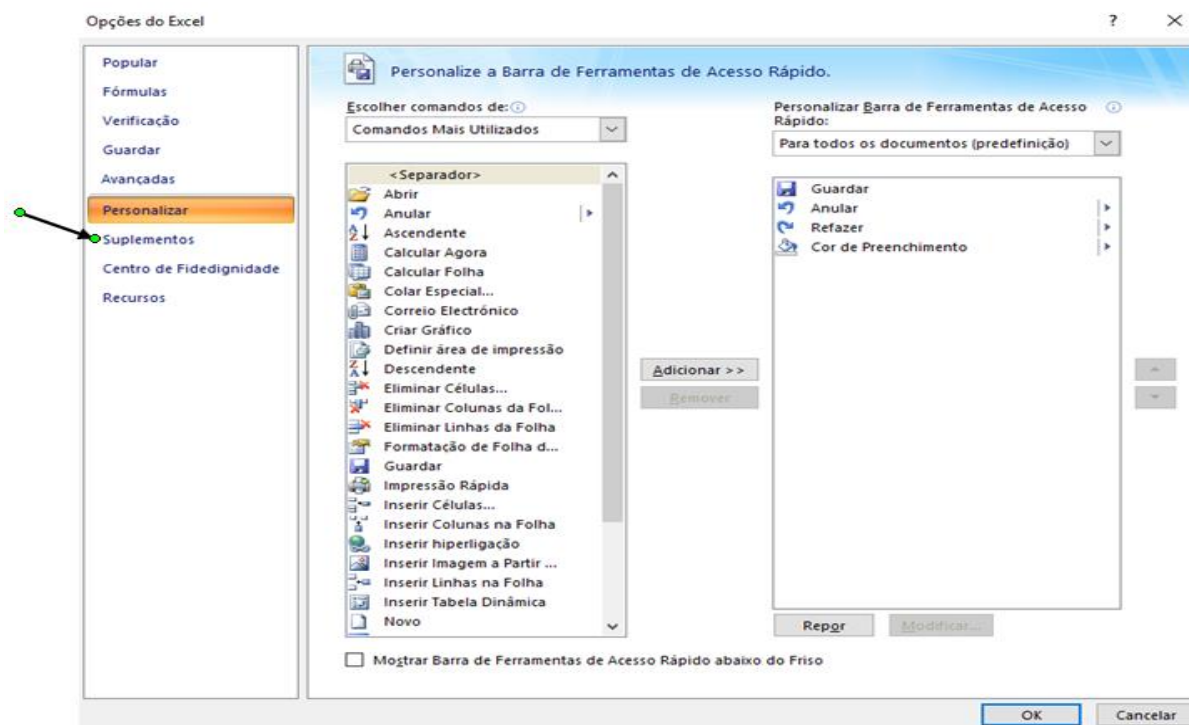 Opções do Excel
?
Popular
Fórmulas
Verificação
Guardar
Avançadas
Personalizar
Suplementos
Centro de Fidedignidade
Recursos
Personalize a Barra de Ferramentas de Acesso Rápido.
Escolher comandos de:
Comandos Mais Utilizados
<Separador>
Abrir
Anular
Ascendente
Calcular Agora
Calcular Folha
Colar Especial...
Correio Electrónico
Criar Gráfico
Definir área de impressão
Descendente
Eliminar Células...
Eliminar Colunas da Fol...
Eliminar Linhas da Folha
Formatação de Folha d...
Guardar
Impressão Rápida
Inserir Células...
Inserir Colunas na Folha
Inserir hiperligação
Inserir Imagem a Partir ...
Inserir Linhas na Folha
Inserir Tabela Dinâmica
Novo
Adicionar >>
Remover
Personalizar Barra de Ferramentas de Acesso
Rápido:
Para todos os documentos (predefinição)
Guardar
Anular
Refazer
Cor de Preenchimento
Repor
Modificar...
Mostrar Barra de Ferramentas de Acesso Rápido abaixo do Friso
OK
Cancelar